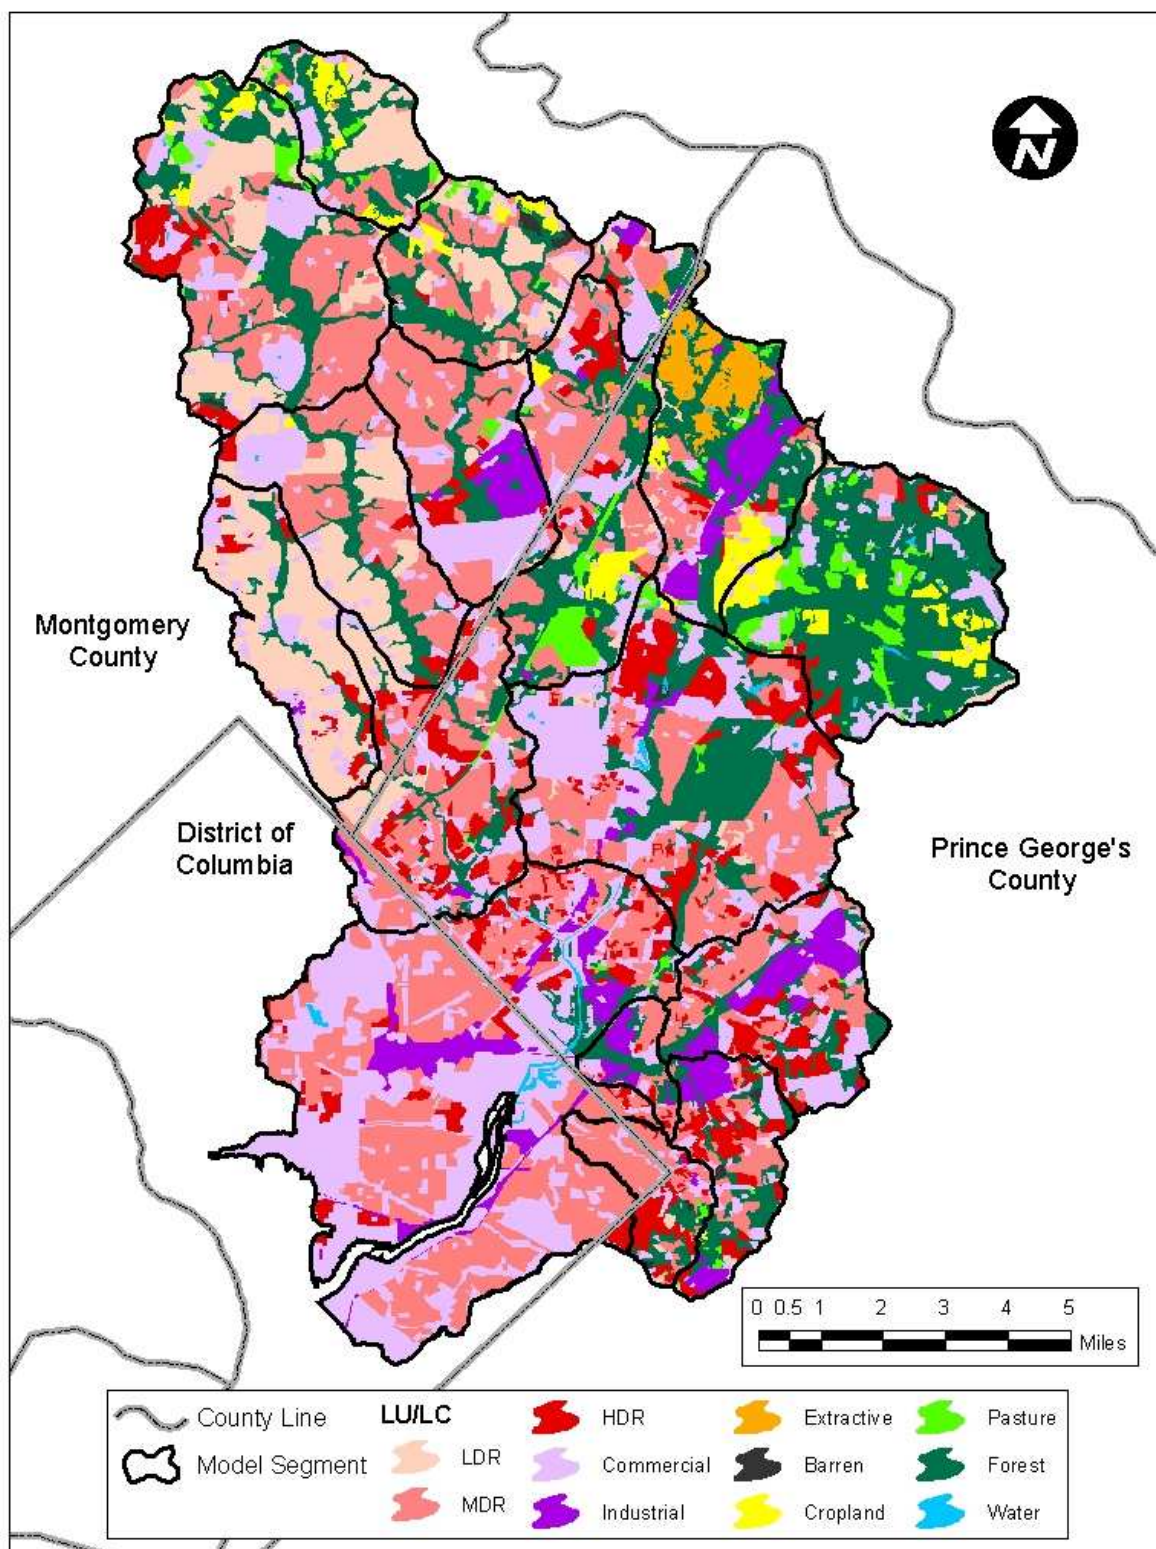 N
Montgomery
County
District of
Columbia
Prince George's
County
0 0.5 1 2 3 4 5
Miles
County Line
Model Segment
LU/LC
LDR
MDR
HDR
Commercial
Industrial
Extractive
Barren
Cropland
Pasture
Forest
Water